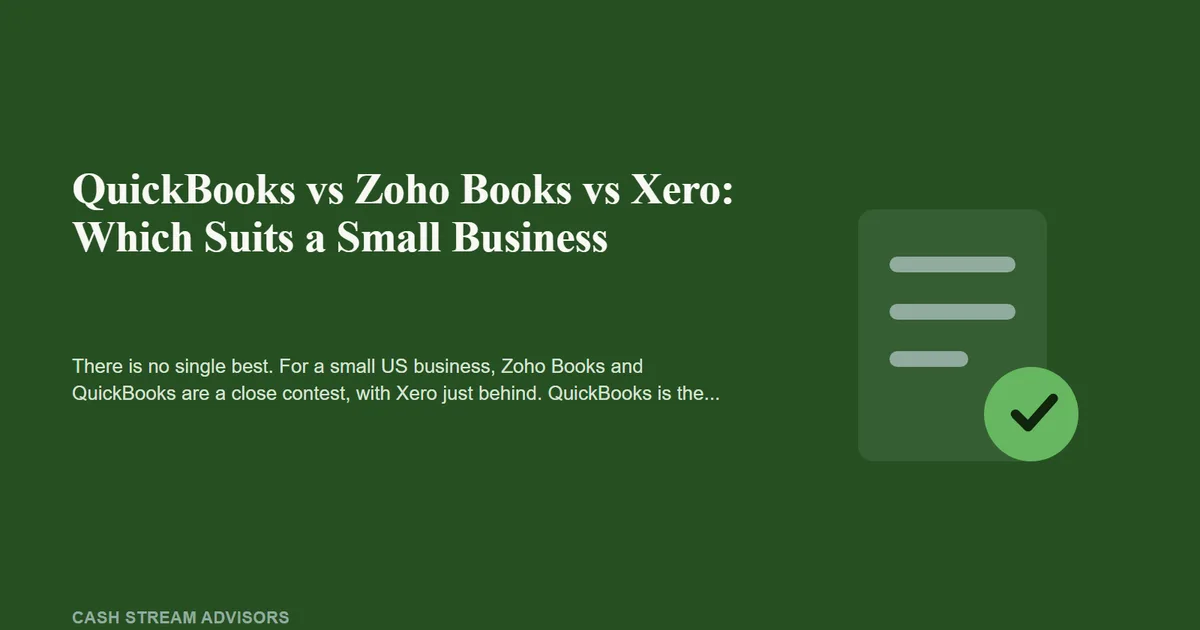 QuickBooks vs Zoho Books vs Xero:
Which Suits a Small Business
There is no single best. For a small US business, Zoho Books and
QuickBooks are a close contest, with Xero just behind. QuickBooks is the...
CASH STREAM ADVISORS